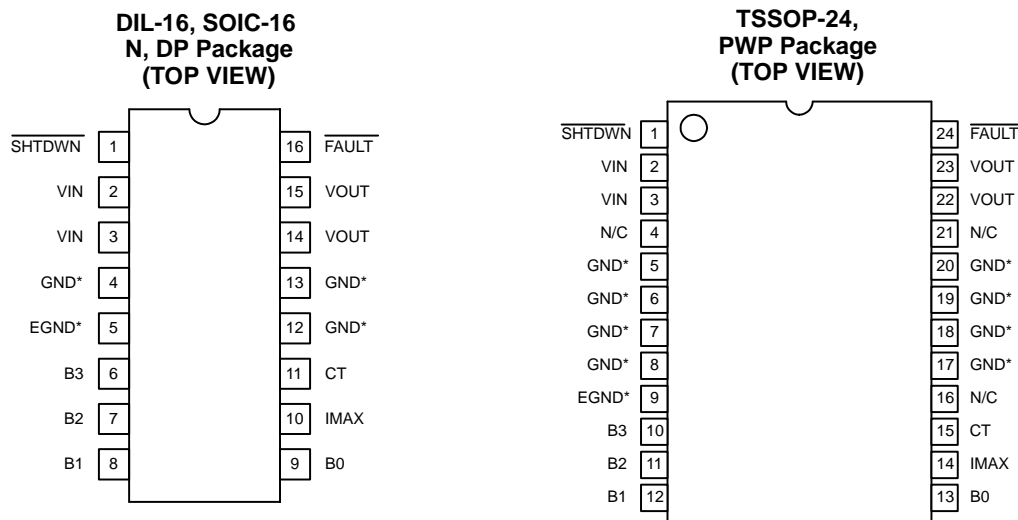 DIL-16, SOIC-16
N, DP Package
(TOP VIEW)
SHTDWN 1 16 FAULT
VIN 2 15 VOUT
VIN 3 14 VOUT
GND* 4 13 GND*
EGND* 5 12 GND*
B3 6 11 CT
B2 7 10 IMAX
B1 8 9 B0
TSSOP-24,
PWP Package
(TOP VIEW)
SHTDWN 1 24 FAULT
VIN 2 23 VOUT
VIN 3 22 VOUT
N/C 4 21 N/C
GND* 5 20 GND*
GND* 6 19 GND*
GND* 7 18 GND*
GND* 8 17 GND*
EGND* 9 16 N/C
B3 10 15 CT
B2 11 14 IMAX
B1 12 13 B0